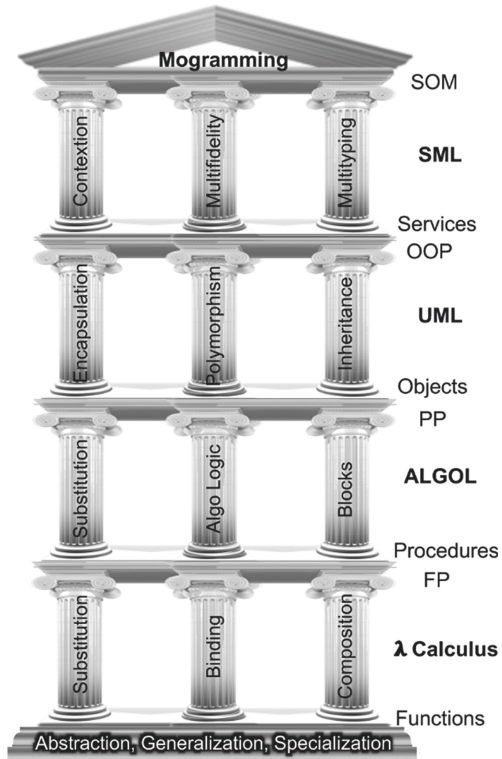 Mogramming
SOM
Contextion
Multifidelity
Multityping
SML
Services
OOP
Encapsulation
Polymorphism
Inheritance
UML
Objects
PP
Substitution
Algo Logic
Blocks
ALGOL
Procedures
FP
Substitution
Binding
Composition
λ Calculus
Functions
Abstraction, Generalization, Specialization